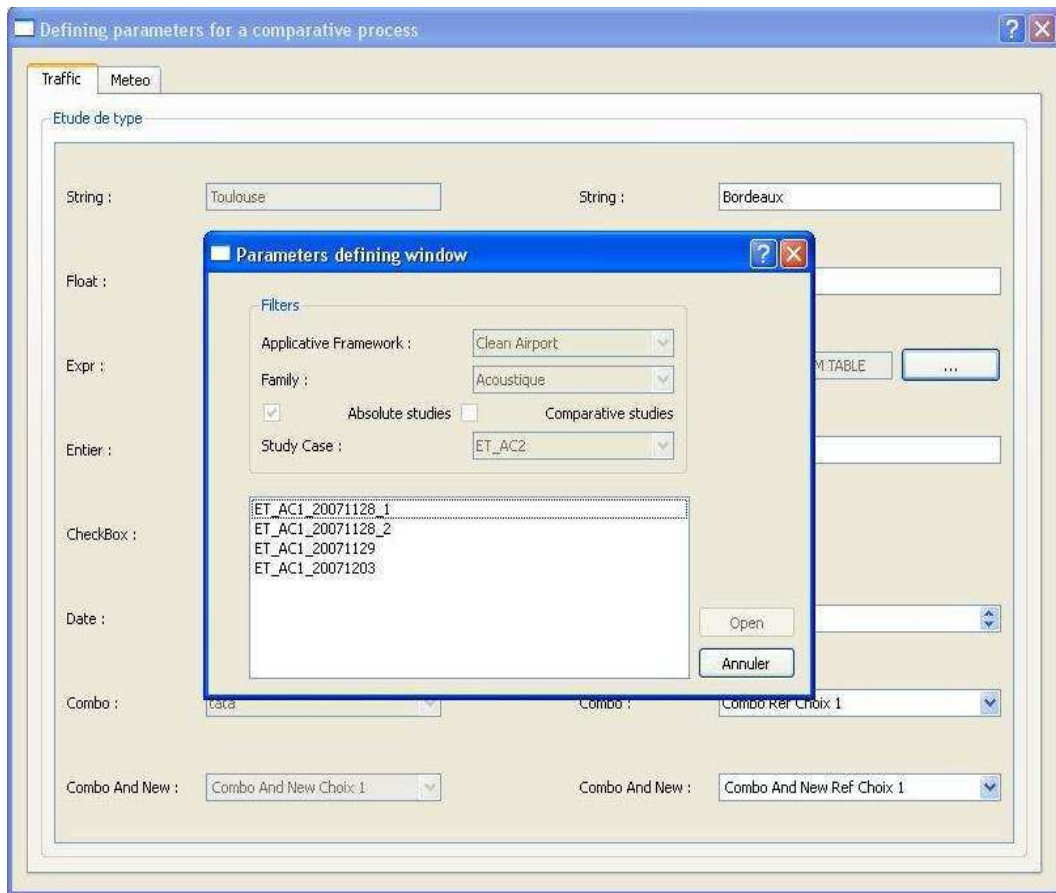 Defining parameters for a comparative process
Traffic Meteo
Etude de type
String : Toulouse String : Bordeaux
Parameters defining window
Float :
Filters
Applicative Framework : Clean Airport
Expr : M TABLE ...
Family : Acoustique
Absolute studies Comparative studies
Entier :
Study Case : ET_AC2
ET_AC1_20071128_1
ET_AC1_20071128_2
CheckBox :
ET_AC1_20071129
ET_AC1_20071203
Date :
Open
Annuler
Combo : tata Combo : Combo Ref Choix 1
Combo And New : Combo And New Choix 1 Combo And New : Combo And New Ref Choix 1